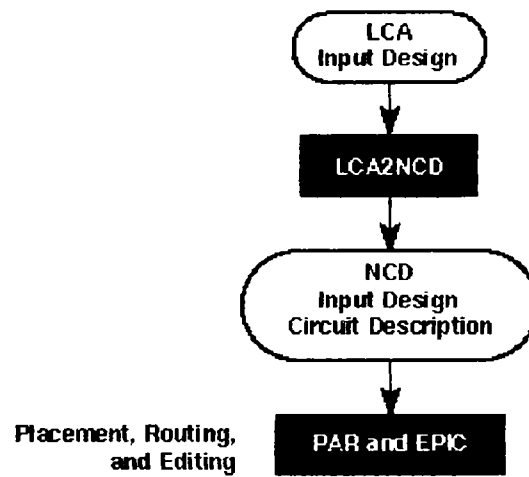 LCA
Input Design
LCA2NCD
NCD
Input Design
Circuit Description
Placement, Routing,
and Editing
PAR and EPIC